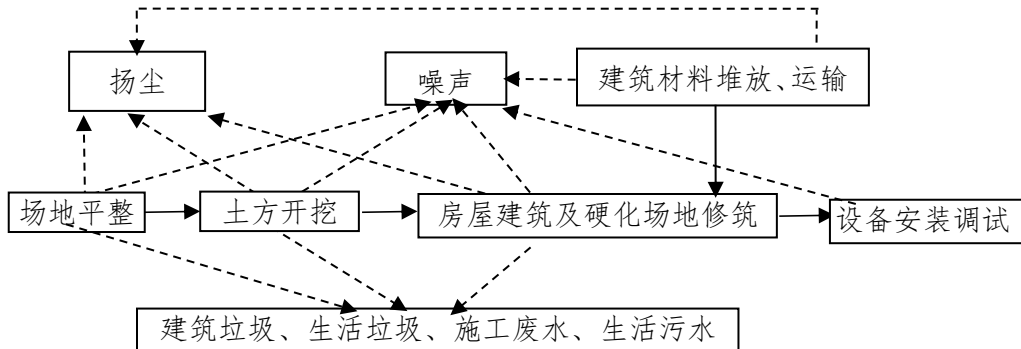 扬尘
噪声
建筑材料堆放、运输
场地平整
土方开挖
房屋建筑及硬化场地修筑
设备安装调试
建筑垃圾、生活垃圾、施工废水、生活污水